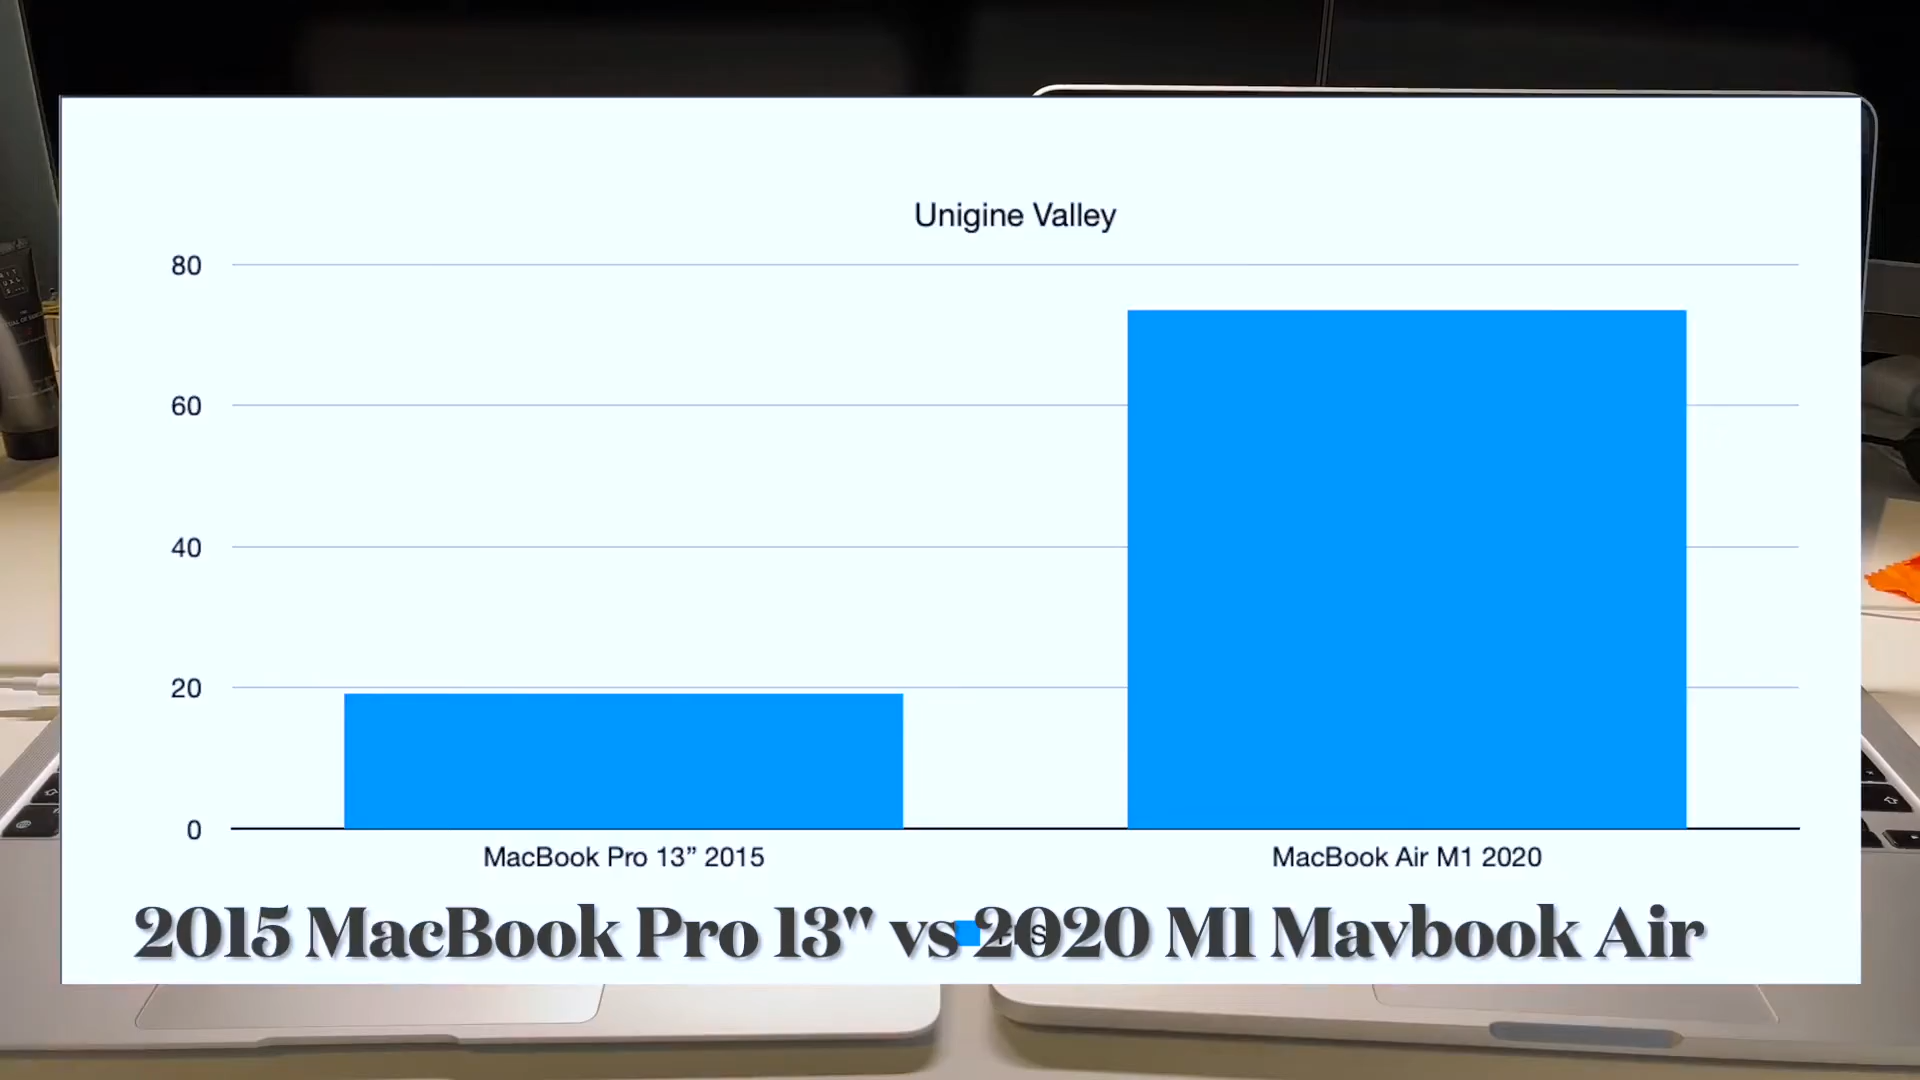 Unigine Valley
80
60
40
20
0
MacBook Pro 13” 2015
MacBook Air M1 2020
2015 MacBook Pro 13" vs 2020 M1 Mavbook Air